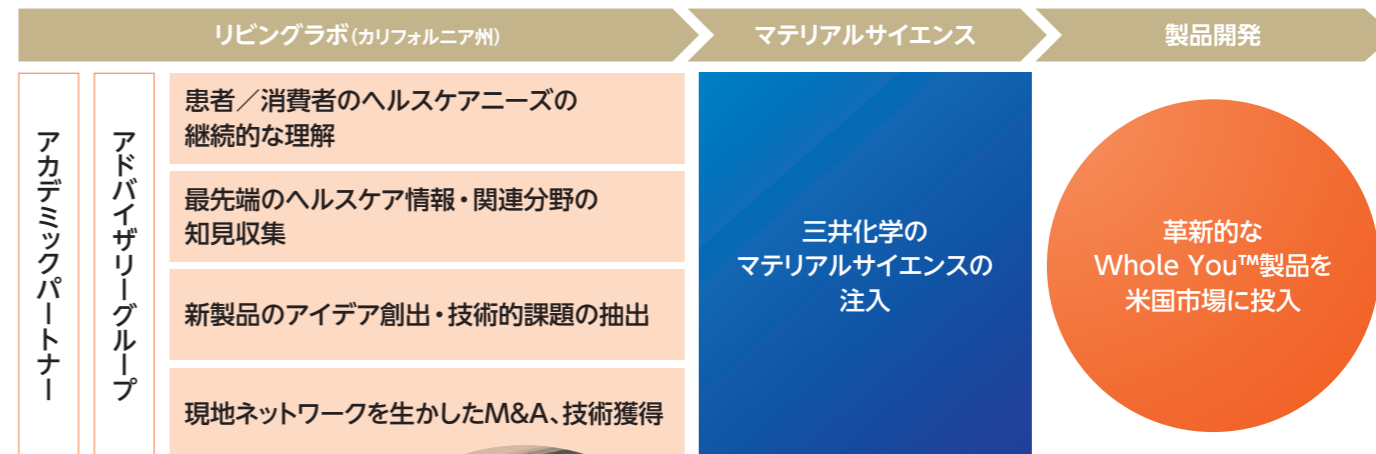 リビングラボ(カリフォルニア州)
マテリアルサイエンス
製品開発
アカデミックパートナー
アドバイザリーグループ
患者／消費者のヘルスケアニーズの
継続的な理解
最先端のヘルスケア情報・関連分野の
知見収集
新製品のアイデア創出・技術的課題の抽出
現地ネットワークを生かしたM&A、技術獲得
三井化学の
マテリアルサイエンスの
注入
革新的な
Whole You™製品を
米国市場に投入